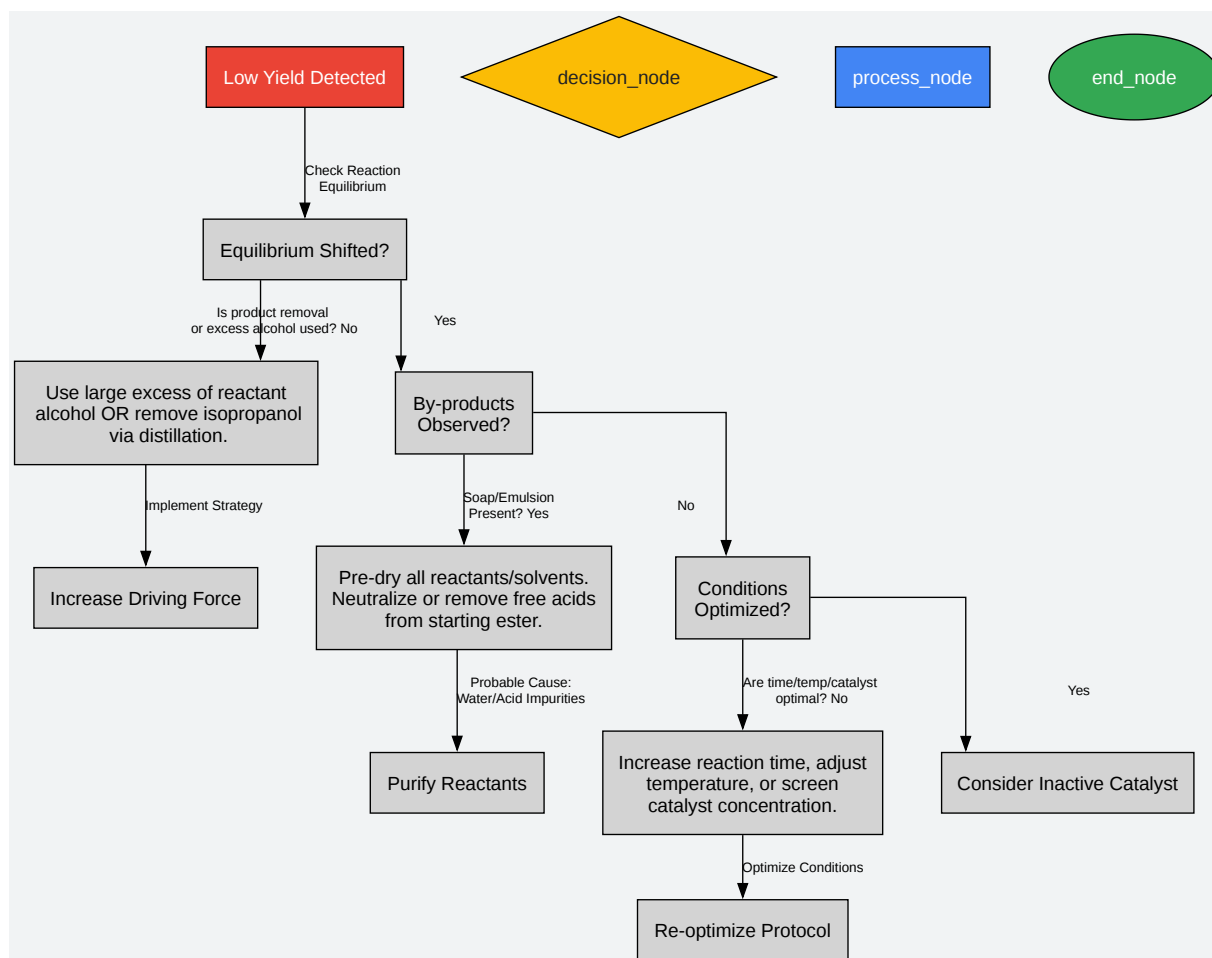 Low Yield Detected
decision_node
process_node
end_node
Check Reaction
Equilibrium
Equilibrium Shifted?
Is product removal
or excess alcohol used? No
Yes
Use large excess of reactant
alcohol OR remove isopropanol
via distillation.
By-products
Observed?
Implement Strategy
Soap/Emulsion
Present? Yes
No
Increase Driving Force
Pre-dry all reactants/solvents.
Neutralize or remove free acids
from starting ester.
Conditions
Optimized?
Probable Cause:
Water/Acid Impurities
Are time/temp/catalyst
optimal? No
Yes
Purify Reactants
Increase reaction time, adjust
temperature, or screen
catalyst concentration.
Consider Inactive Catalyst
Optimize Conditions
Re-optimize Protocol